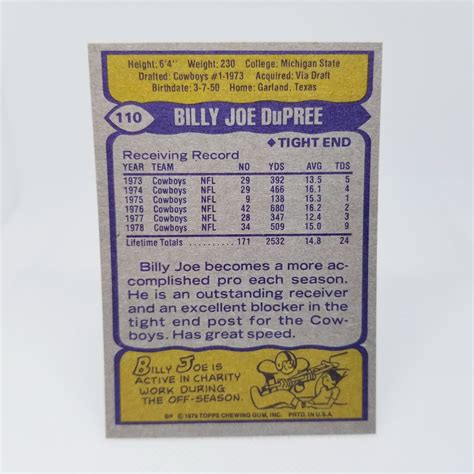 Height: 6'4" Weight: 230 College: Michigan State
Drafted: Cowboys #1-1973 Acquired: Via Draft
Birthdate: 3-7-50 Home: Garland, Texas
110 BILLY JOE DuPREE
◆TIGHT END
Receiving Record
YEAR TEAM NO YDS AVG TDS
1973 Cowboys NFL 29 392 13.5 5
1974 Cowboys NFL 29 466 16.1 4
1975 Cowboys NFL 9 138 15.3 1
1976 Cowboys NFL 42 680 16.2 2
1977 Cowboys NFL 28 347 12.4 3
1978 Cowboys NFL 34 509 15.0 9
Lifetime Totals .......... 171 2532 14.8 24
Billy Joe becomes a more ac-
complished pro each season.
He is an outstanding receiver
and an excellent blocker in the
tight end post for the Cow-
boys. Has great speed.
BILLY JOE IS
ACTIVE IN CHARITY
WORK DURING
THE OFF-SEASON.
© 1979 TOPPS CHEWING GUM, INC. PRTD. IN U.S.A.